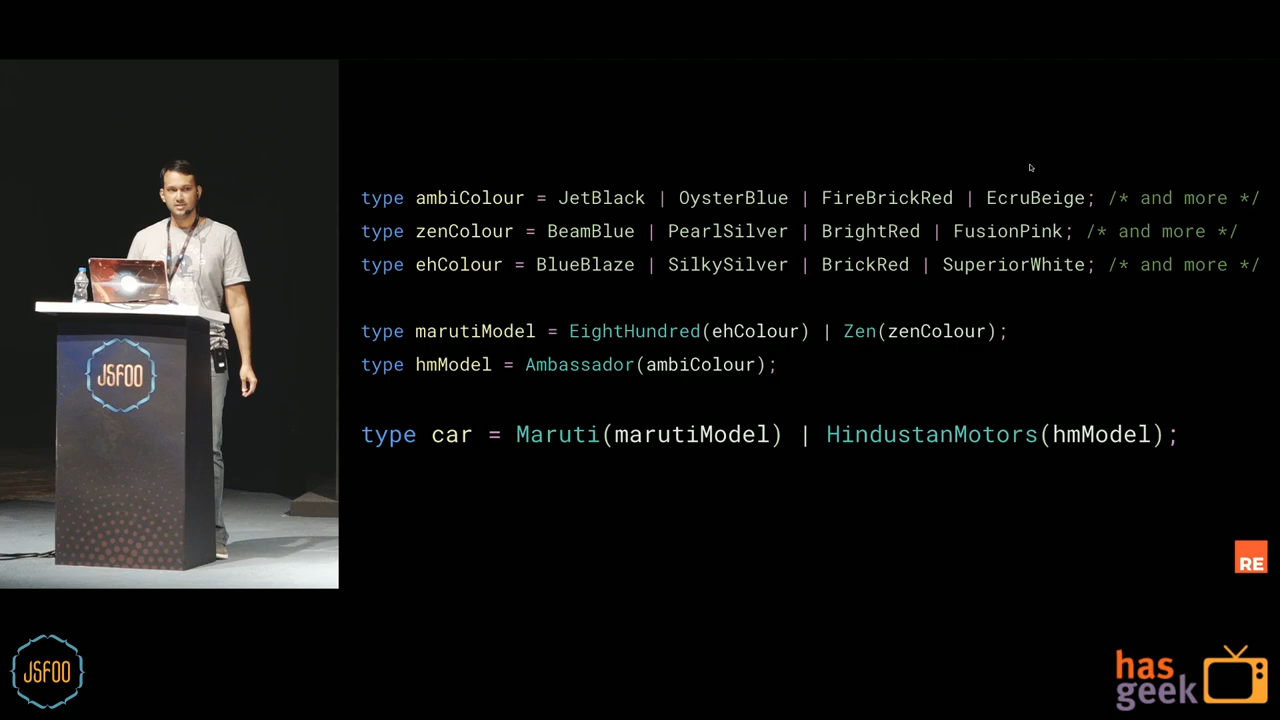 type ambiColour = JetBlack | OysterBlue | FireBrickRed | EcruBeige; /* and more */
type zenColour = BeamBlue | PearlSilver | BrightRed | FusionPink; /* and more */
type ehColour = BlueBlaze | SilkySilver | BrickRed | SuperiorWhite; /* and more */
type marutiModel = EightHundred(ehColour) | Zen(zenColour);
type hmModel = Ambassador(ambiColour);
type car = Maruti(marutiModel) | HindustanMotors(hmModel);
JSFOO
RE
JSFOO
has
geek